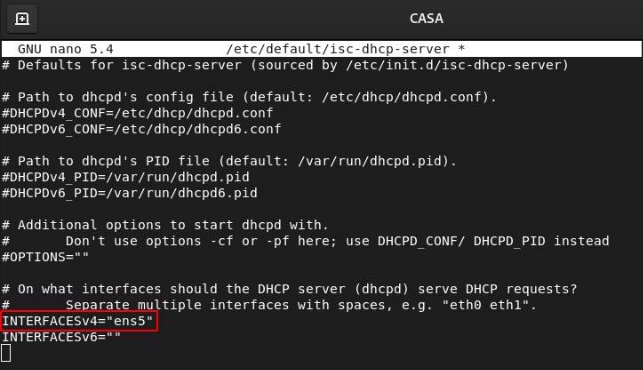 CASA
GNU nano 5.4 /etc/default/isc-dhcp-server *
# Defaults for isc-dhcp-server (sourced by /etc/init.d/isc-dhcp-server)
# Path to dhcpd's config file (default: /etc/dhcp/dhcpd.conf).
#DHCPDv4_CONF=/etc/dhcp/dhcpd.conf
#DHCPDv6_CONF=/etc/dhcp/dhcpd6.conf
# Path to dhcpd's PID file (default: /var/run/dhcpd.pid).
#DHCPDv4_PID=/var/run/dhcpd.pid
#DHCPDv6_PID=/var/run/dhcpd6.pid
# Additional options to start dhcpd with.
#       Don't use options -cf or -pf here; use DHCPD_CONF/ DHCPD_PID instead
#OPTIONS=""
# On what interfaces should the DHCP server (dhcpd) serve DHCP requests?
#       Separate multiple interfaces with spaces, e.g. "eth0 eth1".
INTERFACESv4="ens5"
INTERFACESv6=""